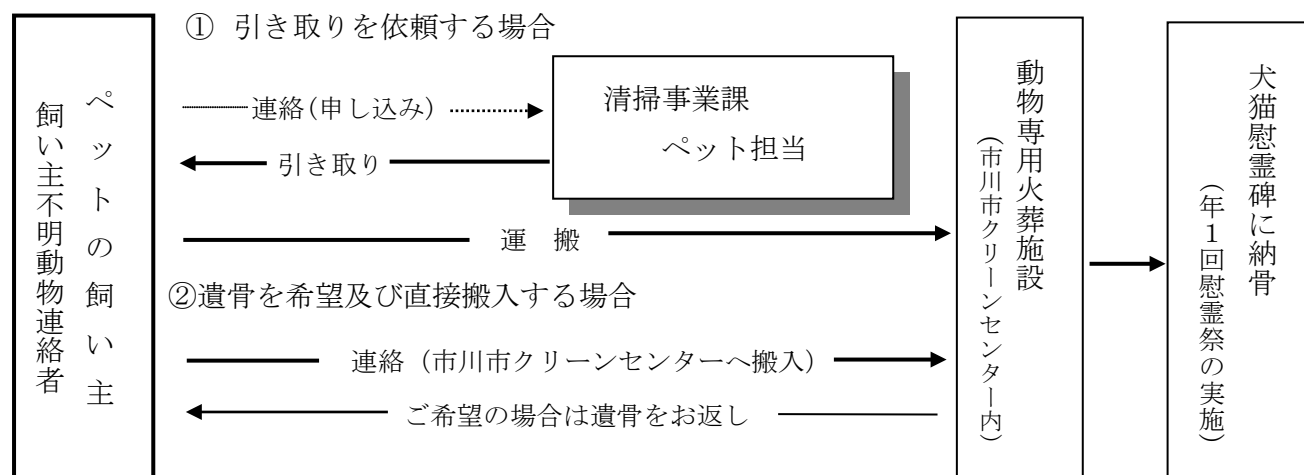 ペットの飼い主
飼い主不明動物連絡者
① 引き取りを依頼する場合
連絡(申し込み)
清掃事業課
ペット担当
引き取り
運 搬
②遺骨を希望及び直接搬入する場合
連絡（市川市クリーンセンターへ搬入）
ご希望の場合は遺骨をお返し
動物専用火葬施設
（市川市クリーンセンター内）
犬猫慰霊碑に納骨
（年１回慰霊祭の実施）